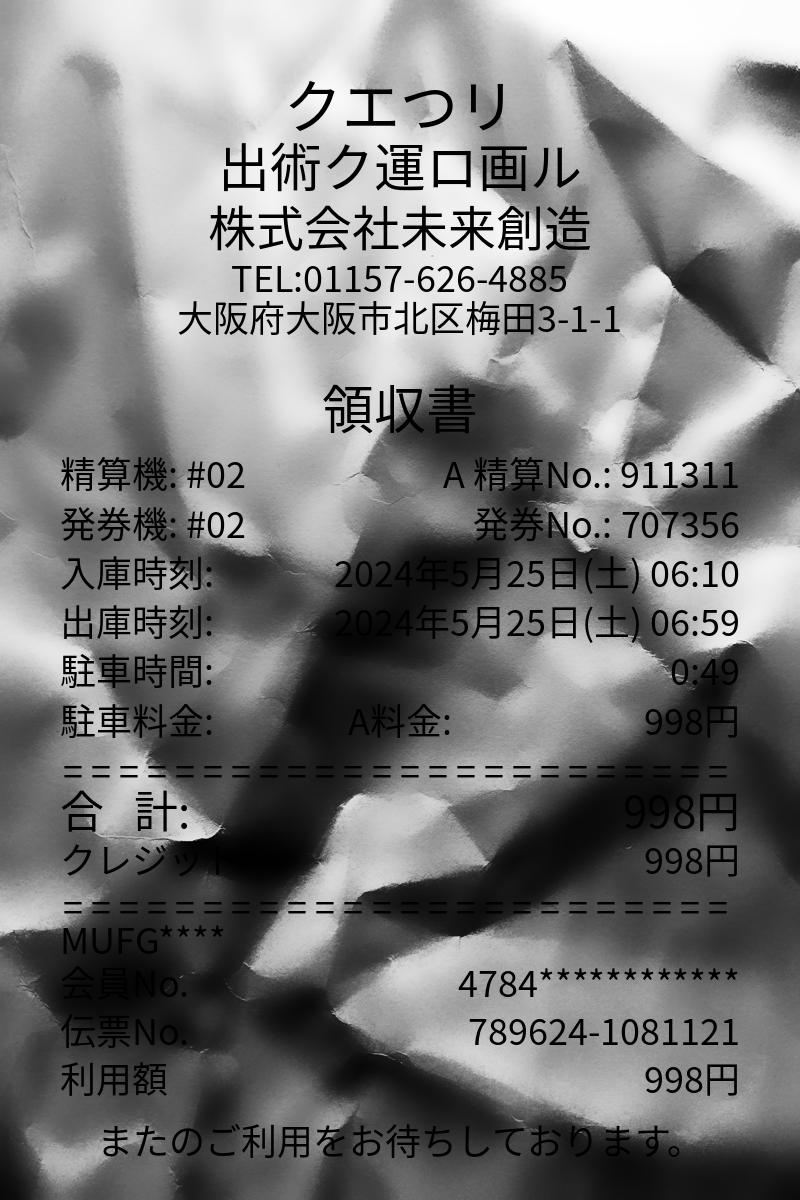 クエつリ
出術ク運ロ画ル
株式会社未来創造
TEL:01157-626-4885
大阪府大阪市北区梅田3-1-1
領収書
精算機: #02 A 精算No.: 911311
発券機: #02 発券No.: 707356
入庫時刻: 2024年5月25日(土) 06:10
出庫時刻: 2024年5月25日(土) 06:59
駐車時間: 0:49
駐車料金: A料金: 998円
========================
合 計: 998円
クレジット 998円
========================
MUFG****
会員No. 4784************
伝票No. 789624-1081121
利用額 998円
またのご利用をお待ちしております。